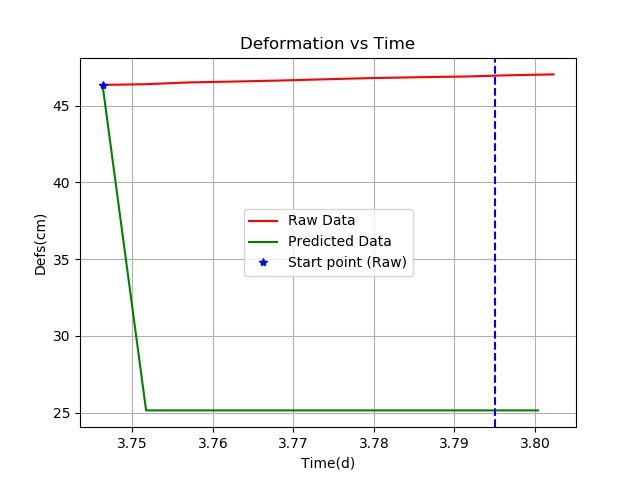 Deformation vs Time
Defs(cm)
45
40
35
30
25
Raw Data
Predicted Data
Start point (Raw)
3.75 3.76 3.77 3.78 3.79 3.80
Time(d)